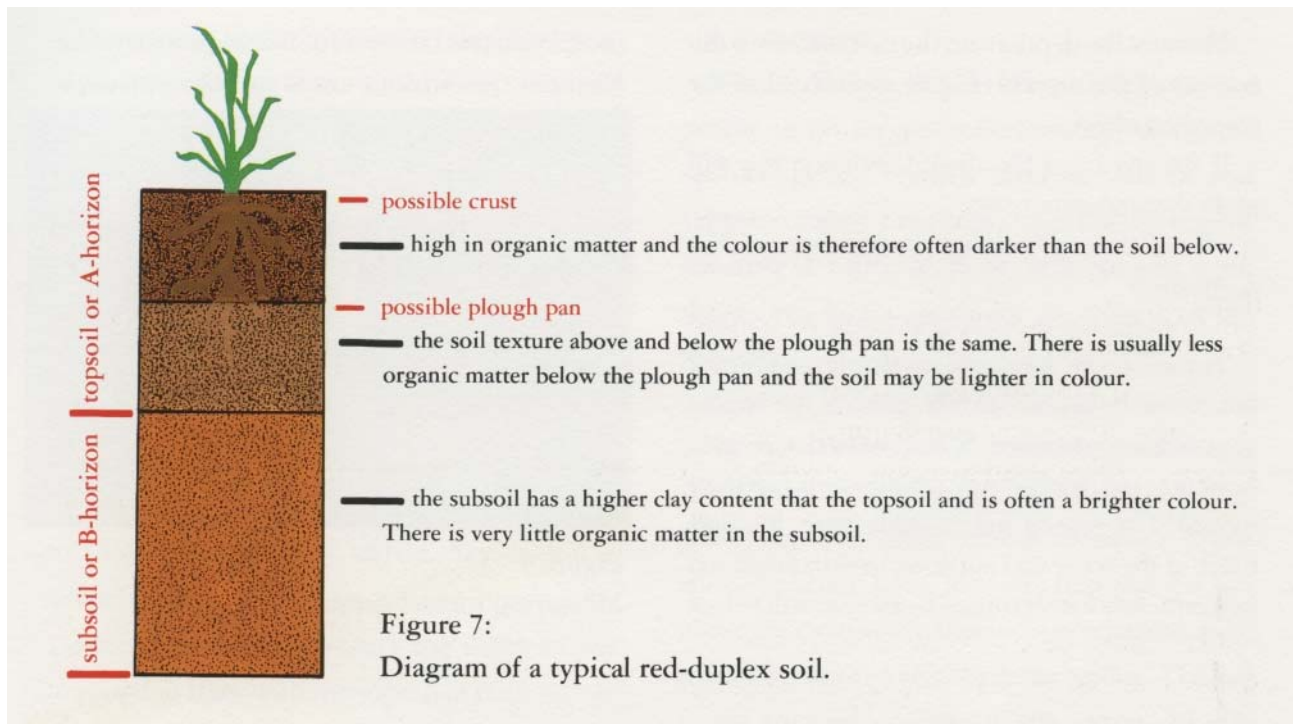 topsoil or A-horizon
subsoil or B-horizon
possible crust
high in organic matter and the colour is therefore often darker than the soil below.
possible plough pan
the soil texture above and below the plough pan is the same. There is usually less
organic matter below the plough pan and the soil may be lighter in colour.
the subsoil has a higher clay content that the topsoil and is often a brighter colour.
There is very little organic matter in the subsoil.
Figure 7:
Diagram of a typical red-duplex soil.